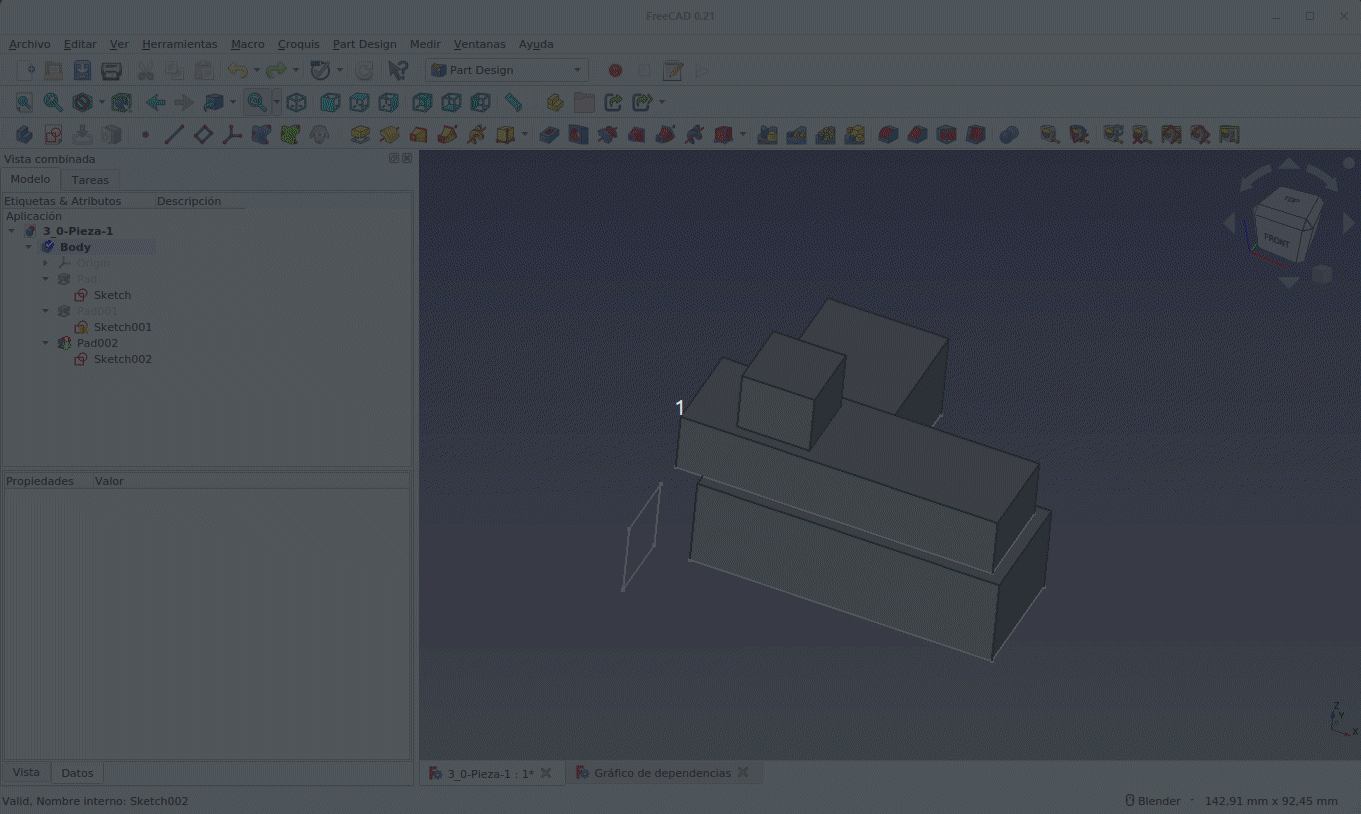 FreeCAD 0.21
Archivo Editar Ver Herramientas Macro Croquis Part Design Medir Ventanas Ayuda
Part Design
Vista combinada
Modelo Tareas
Etiquetas & Atributos Descripción
Aplicación
3_0-Pieza-1
Body
Origin
Pad
Sketch
Pad001
Sketch001
Pad002
Sketch002
1
TOP
FRONT
Propiedades Valor
Z
Y
X
Vista Datos
3_0-Pieza-1 : 1*
Gráfico de dependencias
Valid, Nombre interno: Sketch002
Blender
142,91 mm x 92,45 mm